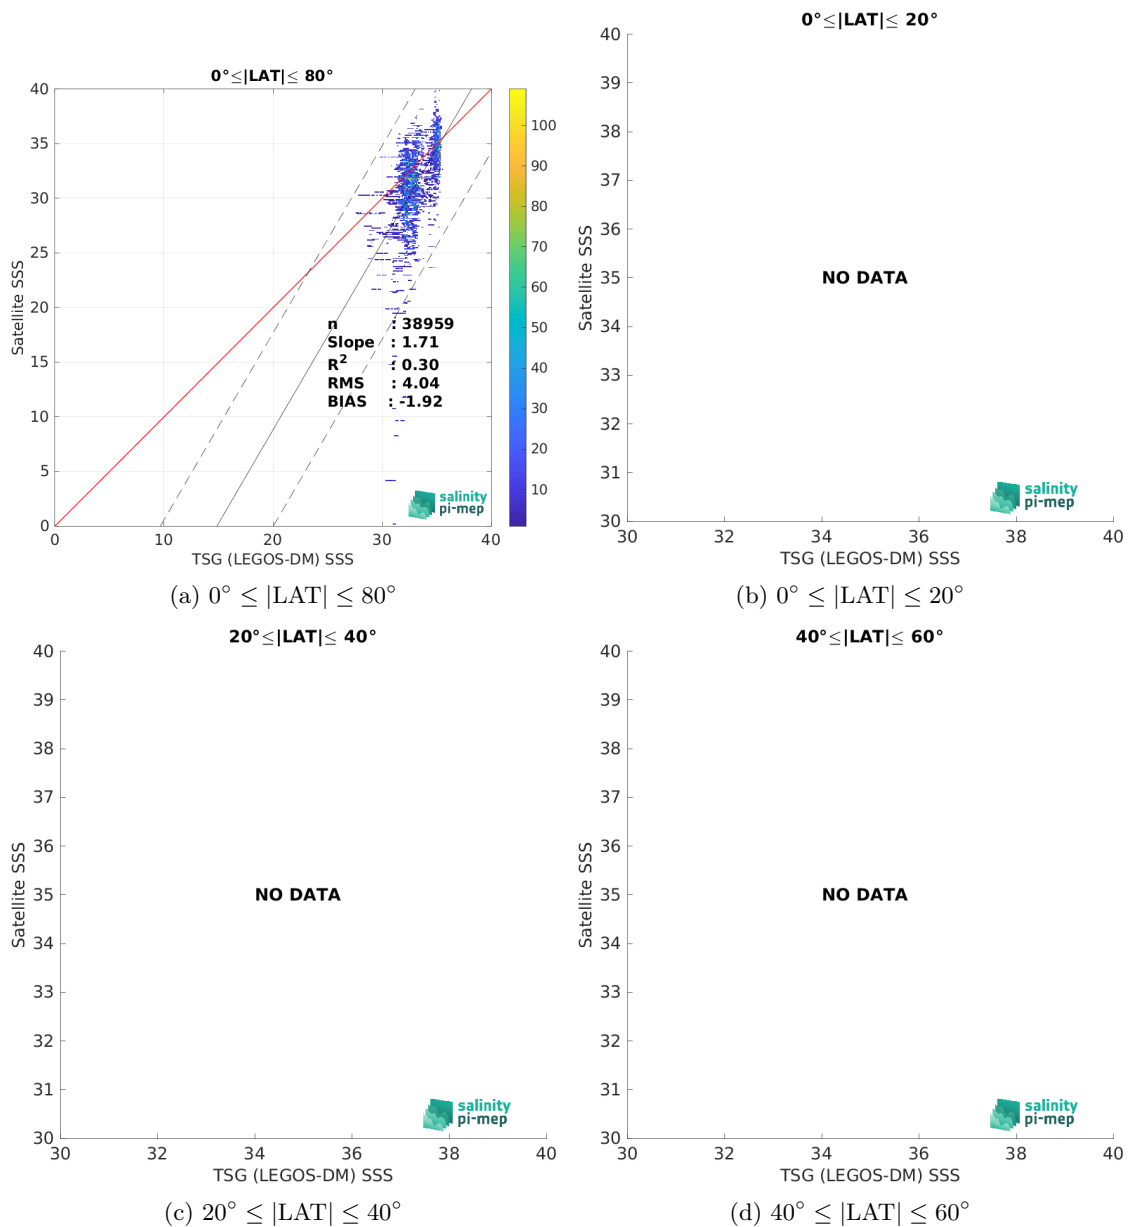 0°≤|LAT|≤ 80°
40
35
30
25
20
15
10
5
0
Satellite SSS
0
10
20
30
40
TSG (LEGOS-DM) SSS
n : 38959
Slope : 1.71
R² : 0.30
RMS : 4.04
BIAS : -1.92
100
90
80
70
60
50
40
30
20
10
salinity
pi-mep
(a) 0° ≤ |LAT| ≤ 80°
0°≤|LAT|≤ 20°
40
39
38
37
36
35
34
33
32
31
30
Satellite SSS
NO DATA
salinity
pi-mep
30
32
34
36
38
40
TSG (LEGOS-DM) SSS
(b) 0° ≤ |LAT| ≤ 20°
20°≤|LAT|≤ 40°
40
39
38
37
36
35
34
33
32
31
30
Satellite SSS
NO DATA
salinity
pi-mep
30
32
34
36
38
40
TSG (LEGOS-DM) SSS
(c) 20° ≤ |LAT| ≤ 40°
40°≤|LAT|≤ 60°
40
39
38
37
36
35
34
33
32
31
30
Satellite SSS
NO DATA
salinity
pi-mep
30
32
34
36
38
40
TSG (LEGOS-DM) SSS
(d) 40° ≤ |LAT| ≤ 60°